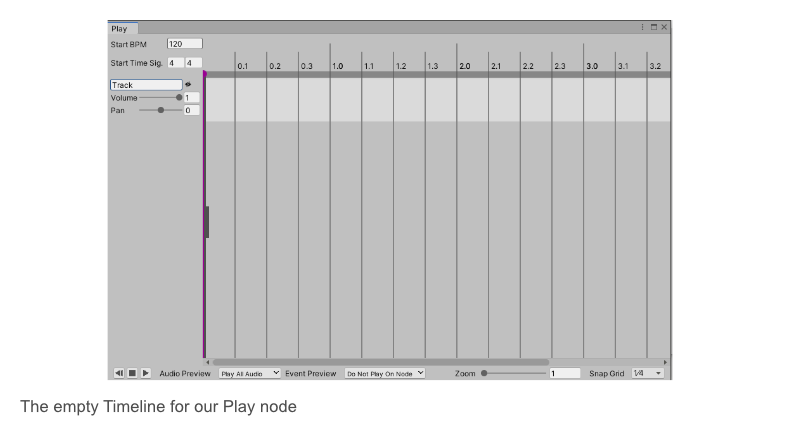 Play
Start BPM 120
Start Time Sig. 4 4
0.1 0.2 0.3 1.0 1.1 1.2 1.3 2.0 2.1 2.2 2.3 3.0 3.1 3.2
Track
Volume 1
Pan 0
Audio Preview Play All Audio Event Preview Do Not Play On Node Zoom 1 Snap Grid 1/4
The empty Timeline for our Play node